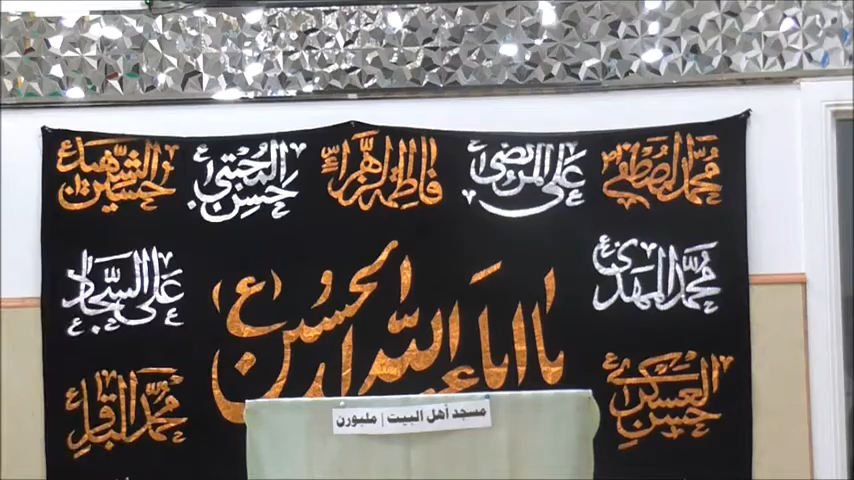 محمد المصطفى ص
علي المرتضى ع
فاطمة الزهراء ع
حسن المجتبى ع
حسين الشهيد ع
محمد المهدي ع
علي السجاد ع
يا ابا عبد الله الحسين (ع)
حسن العسكري ع
محمد الباقر ع
مسجد أهل البيت | ملبورن